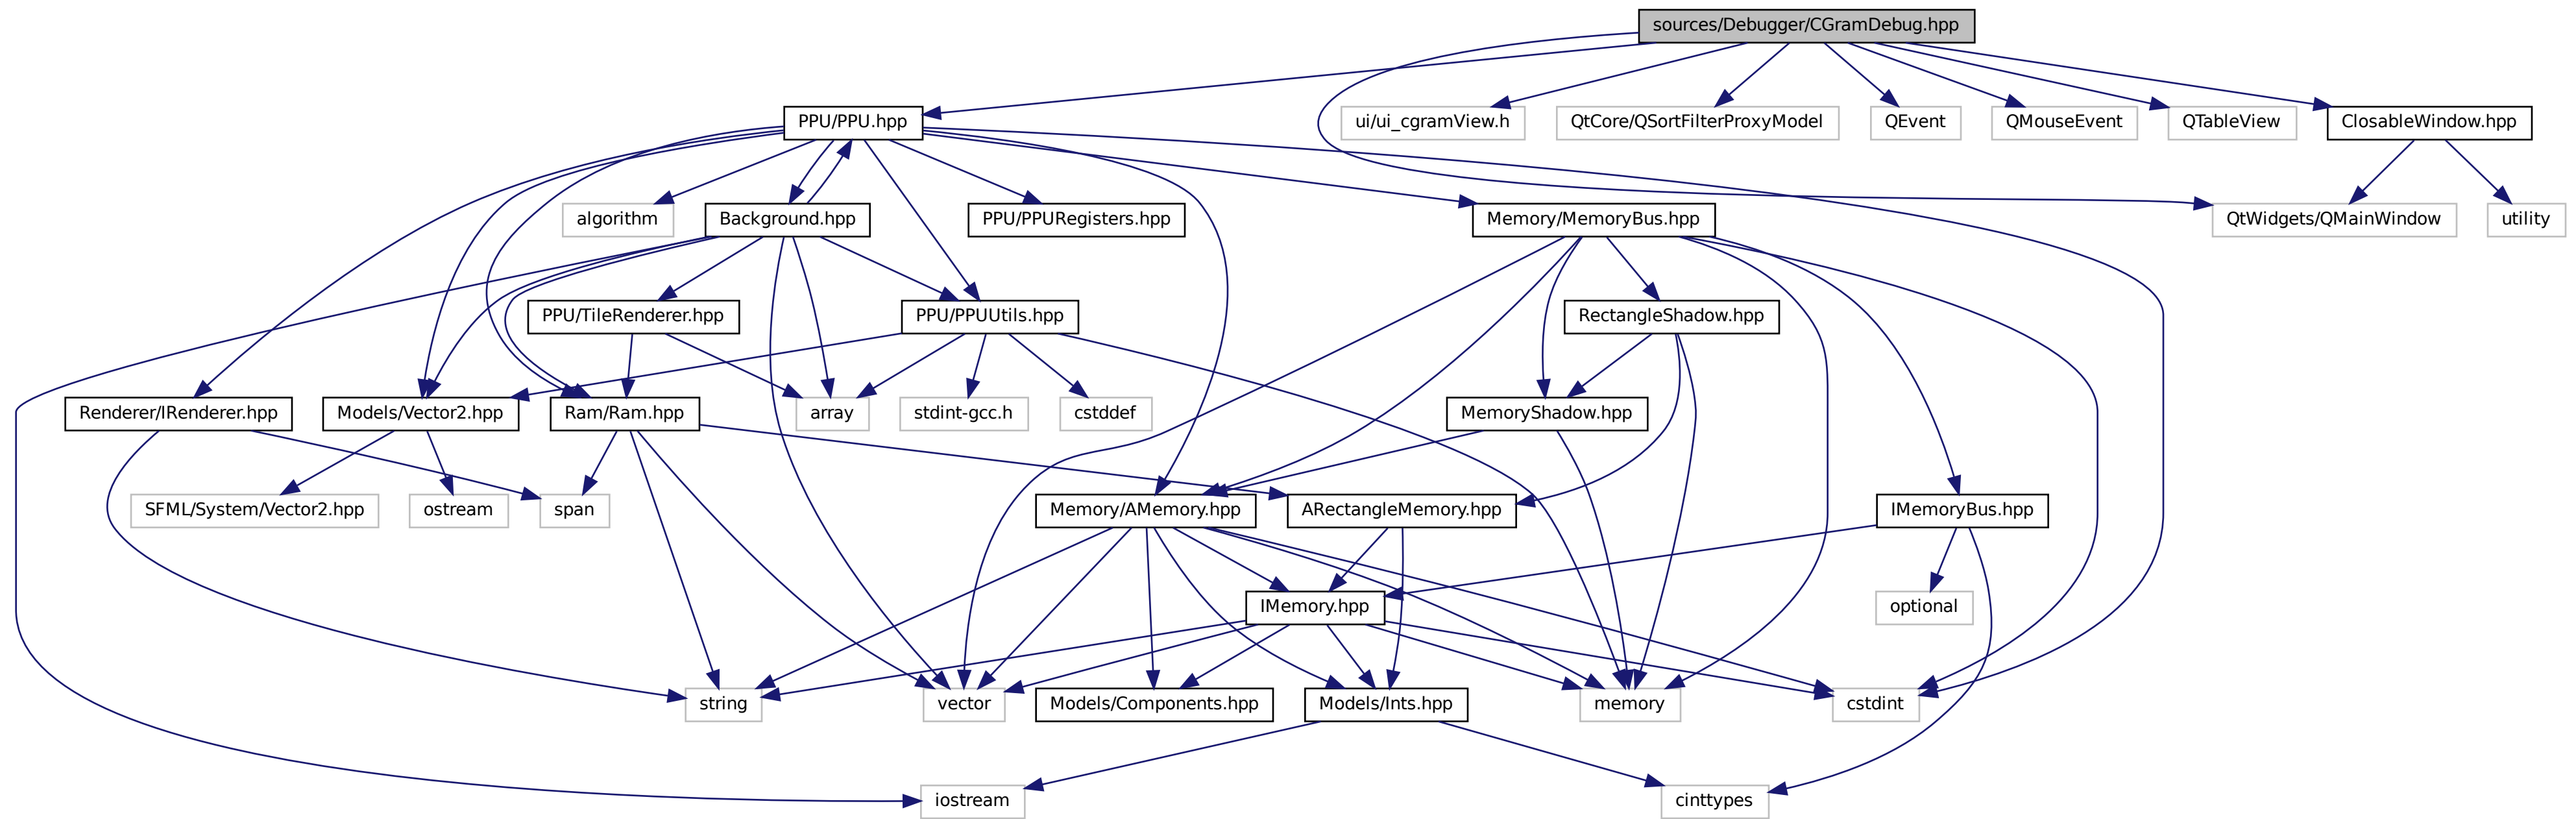 sources/Debugger/CGramDebug.hpp
PPU/PPU.hpp
ui/ui_cgramView.h
QtCore/QSortFilterProxyModel
QEvent
QMouseEvent
QTableView
ClosableWindow.hpp
algorithm
Background.hpp
PPU/PPURegisters.hpp
Memory/MemoryBus.hpp
QtWidgets/QMainWindow
utility
PPU/TileRenderer.hpp
PPU/PPUUtils.hpp
RectangleShadow.hpp
Renderer/IRenderer.hpp
Models/Vector2.hpp
Ram/Ram.hpp
array
stdint-gcc.h
cstddef
MemoryShadow.hpp
SFML/System/Vector2.hpp
ostream
span
Memory/AMemory.hpp
ARectangleMemory.hpp
IMemoryBus.hpp
IMemory.hpp
optional
string
vector
Models/Components.hpp
Models/Ints.hpp
memory
cstdint
iostream
cinttypes